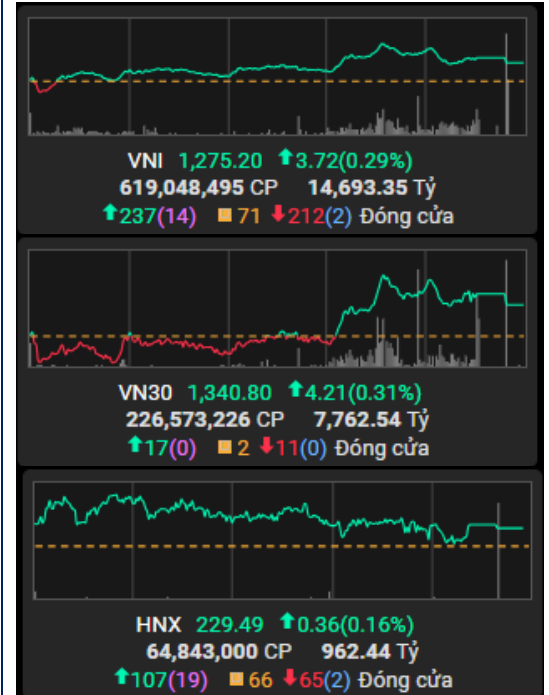 VNI 1,275.20 ⬆3.72(0.29%)
619,048,495 CP 14,693.35 Tỷ
⬆237(14) ■71 ⬇212(2) Đóng cửa
VN30 1,340.80 ⬆4.21(0.31%)
226,573,226 CP 7,762.54 Tỷ
⬆17(0) ■2 ⬇11(0) Đóng cửa
HNX 229.49 ⬆0.36(0.16%)
64,843,000 CP 962.44 Tỷ
⬆107(19) ■66 ⬇65(2) Đóng cửa